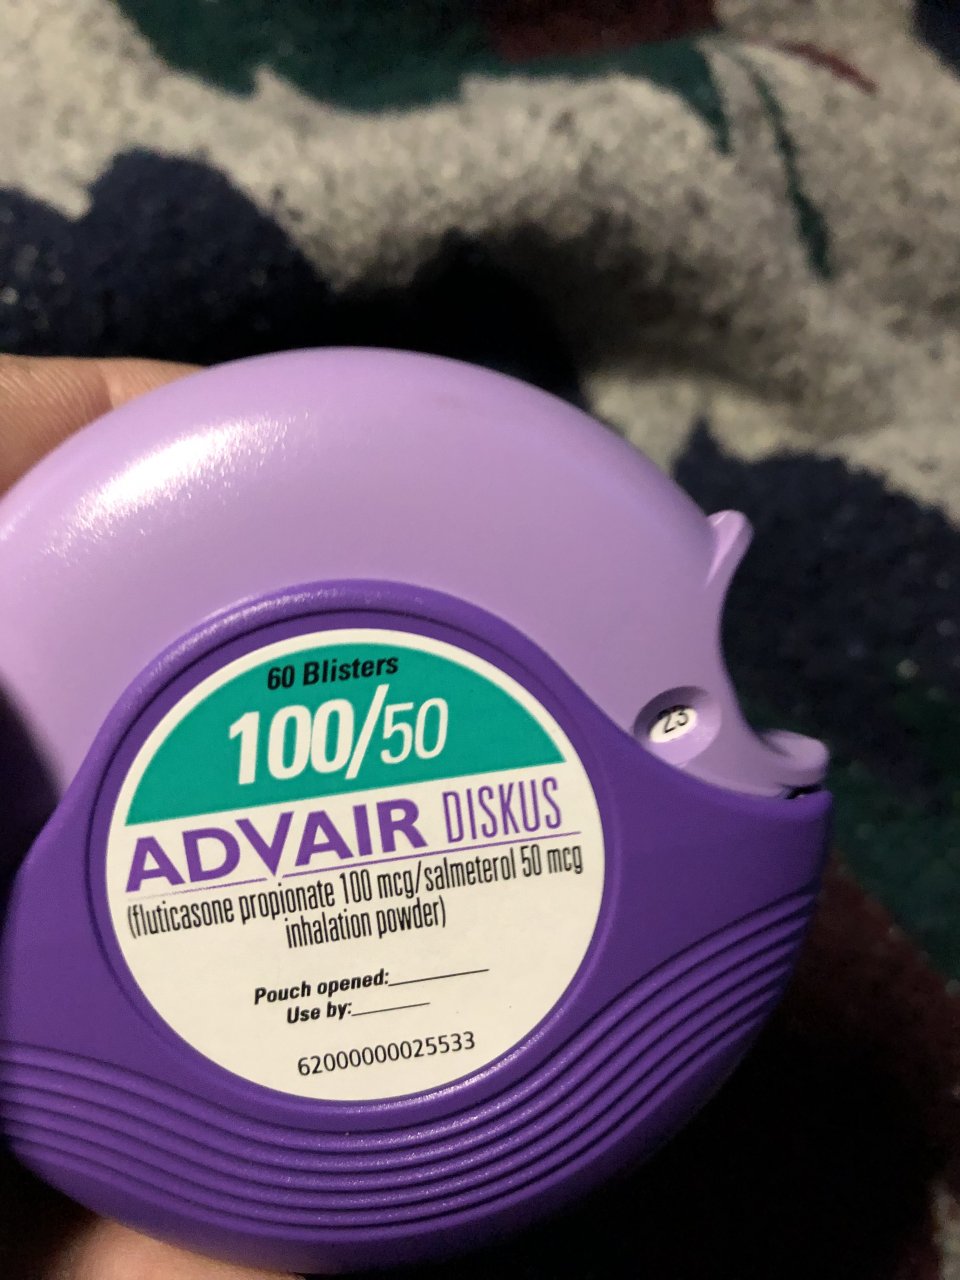 60 Blisters
100/50
23
ADVAIR DISKUS
(fluticasone propionate 100 mcg/salmeterol 50 mcg
inhalation powder)
Pouch opened:
Use by:
62000000025533